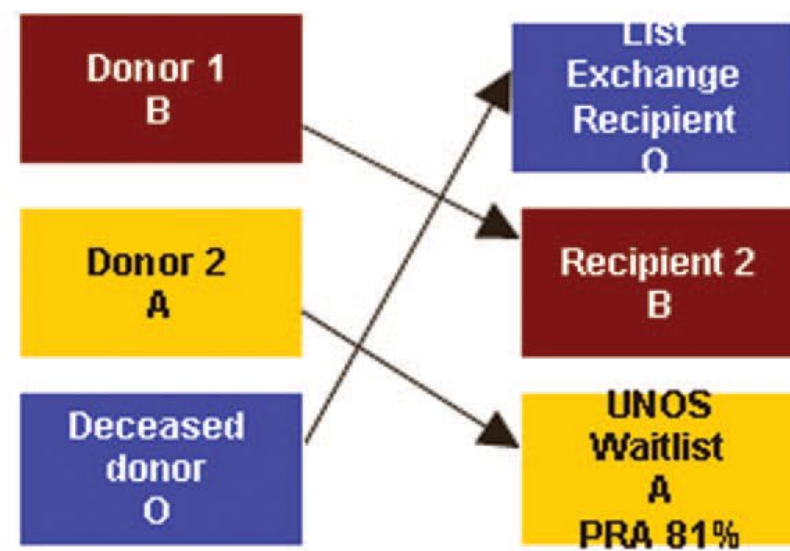 Donor 1
B
List
Exchange
Recipient
O
Donor 2
A
Recipient 2
B
Deceased
donor
O
UNOS
Waitlist
A
PRA 81%